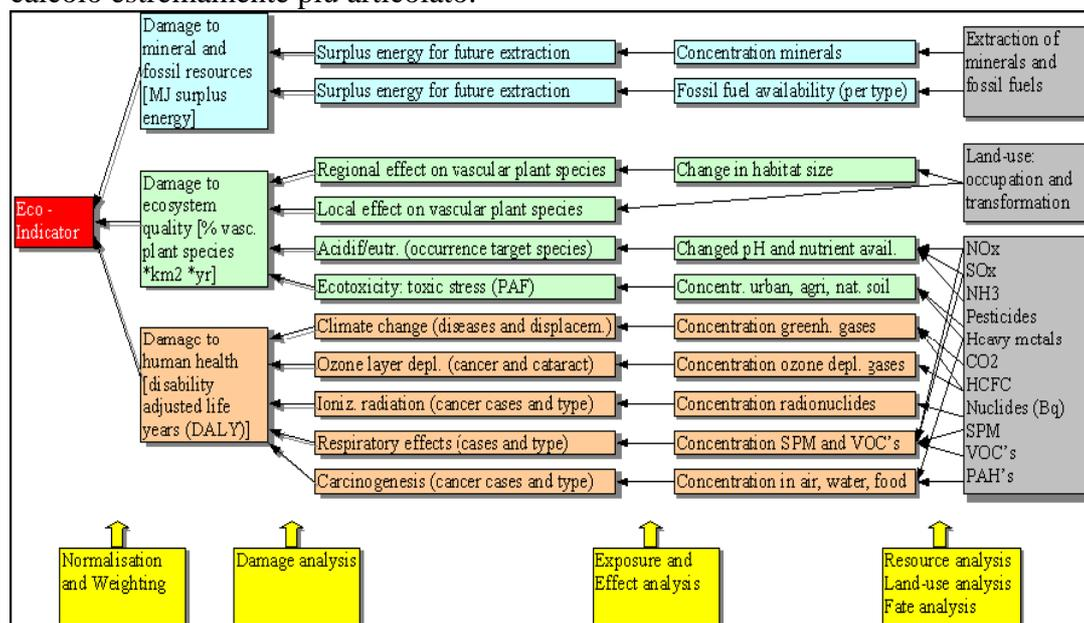 calcolo estremamente più articolato.
Damage to
mineral and
fossil resources
[MJ surplus
energy]
Surplus energy for future extraction
Concentration minerals
Extraction of
minerals and
fossil fuels
Surplus energy for future extraction
Fossil fuel availability (per type)
Eco -
Indicator
Damage to
ecosystem
quality [% vasc.
plant species
*km2 *yr]
Regional effect on vascular plant species
Change in habitat size
Land-use:
occupation and
transformation
Local effect on vascular plant species
Acidif/eutr. (occurrence target species)
Changed pH and nutrient avail.
Ecotoxicity: toxic stress (PAF)
Concentr. urban, agri, nat. soil
Damage to
human health
[disability
adjusted life
years (DALY)]
Climate change (diseases and displacem.)
Concentration greenh. gases
Ozone layer depl. (cancer and cataract)
Concentration ozone depl. gases
Ioniz. radiation (cancer cases and type)
Concentration radionuclides
Respiratory effects (cases and type)
Concentration SPM and VOC's
Carcinogenesis (cancer cases and type)
Concentration in air, water, food
NOx
SOx
NH3
Pesticides
Heavy metals
CO2
HCFC
Nuclides (Bq)
SPM
VOC's
PAH's
Normalisation
and Weighting
Damage analysis
Exposure and
Effect analysis
Resource analysis
Land-use analysis
Fate analysis